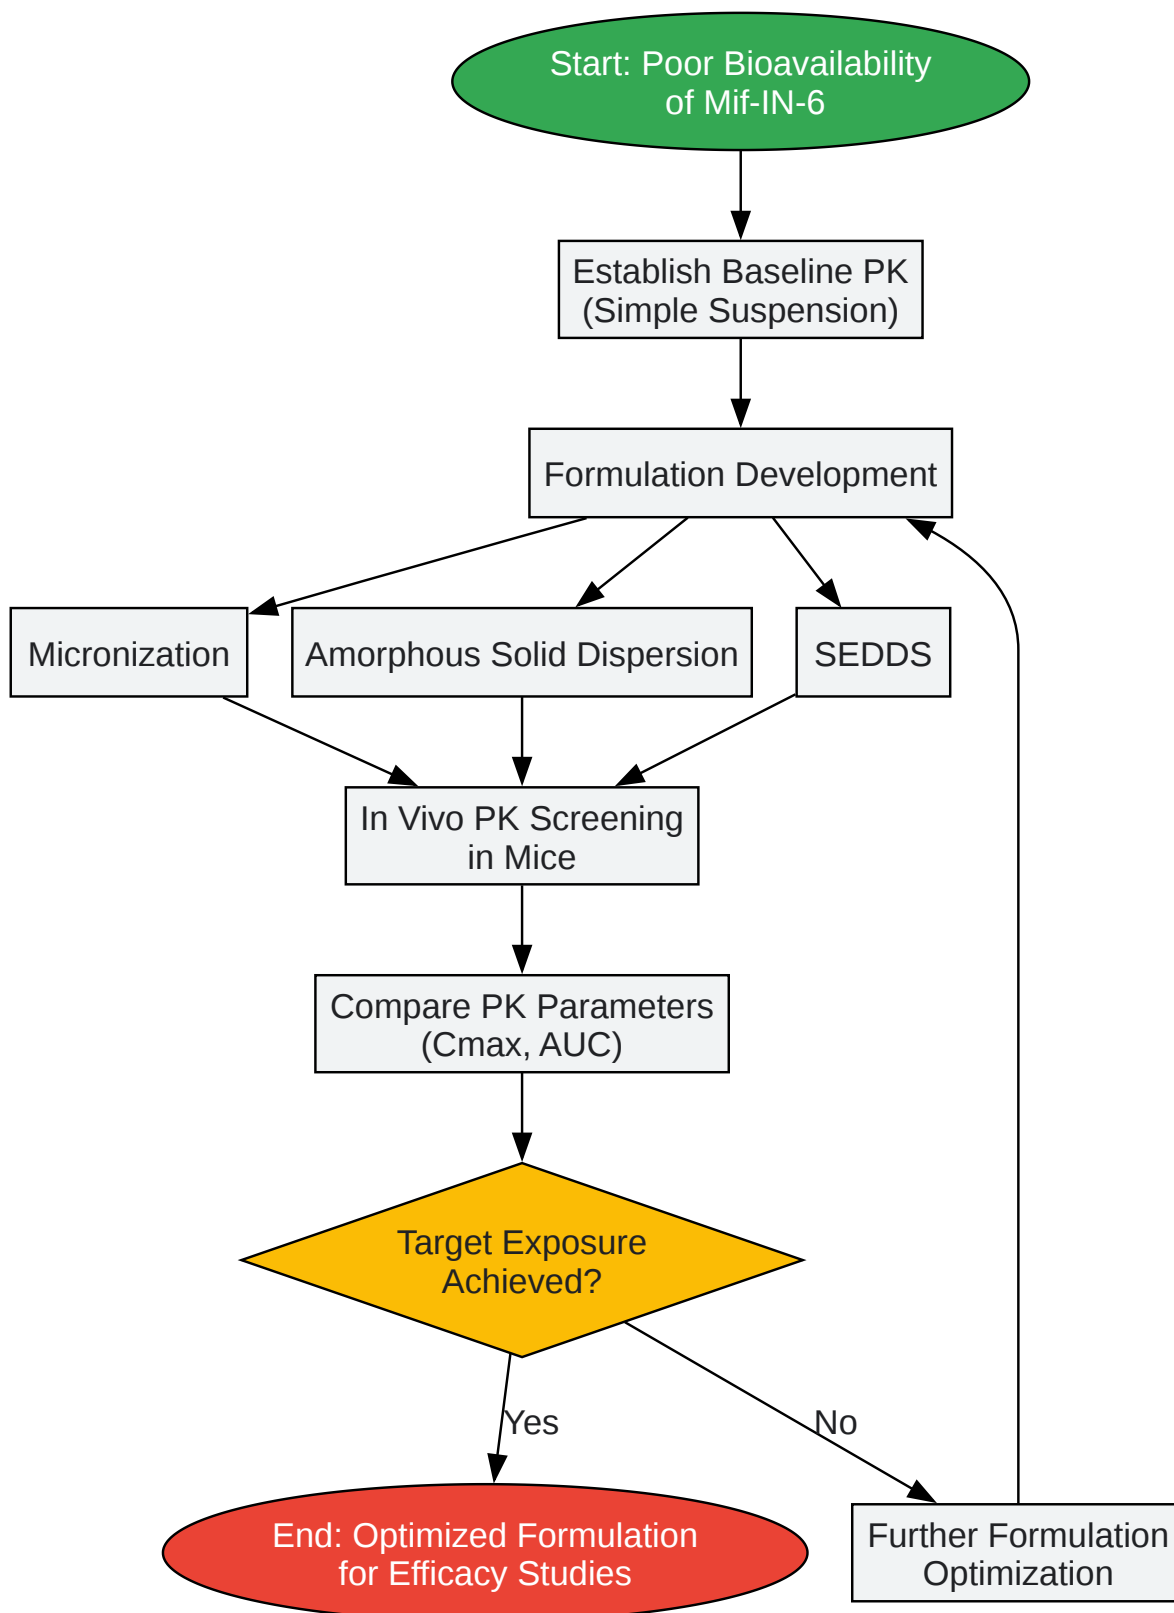 Start: Poor Bioavailability
of Mif-IN-6
Establish Baseline PK
(Simple Suspension)
Formulation Development
Micronization
Amorphous Solid Dispersion
SEDDS
In Vivo PK Screening
in Mice
Compare PK Parameters
(Cmax, AUC)
Target Exposure
Achieved?
Yes
No
End: Optimized Formulation
for Efficacy Studies
Further Formulation
Optimization